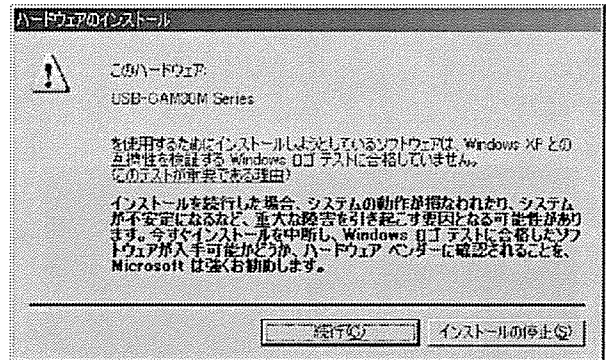 ハードウェアのインストール
このハードウェア:
USB-CAM30M Series
を使用するためにインストールしようとしているソフトウェアは、Windows XP との
互換性を検証する Windows ロゴ テストに合格していません。
(このテストが重要である理由)
インストールを続行した場合、システムの動作が損なわれたり、システム
が不安定になるなど、重大な障害を引き起こす要因となる可能性があり
ます。今すぐインストールを中断し、Windows ロゴ テストに合格したソフ
トウェアが入手可能かどうか、ハードウェア ベンダーに確認されることを、
Microsoft は強くお勧めします。
続行(C) インストールの停止(S)